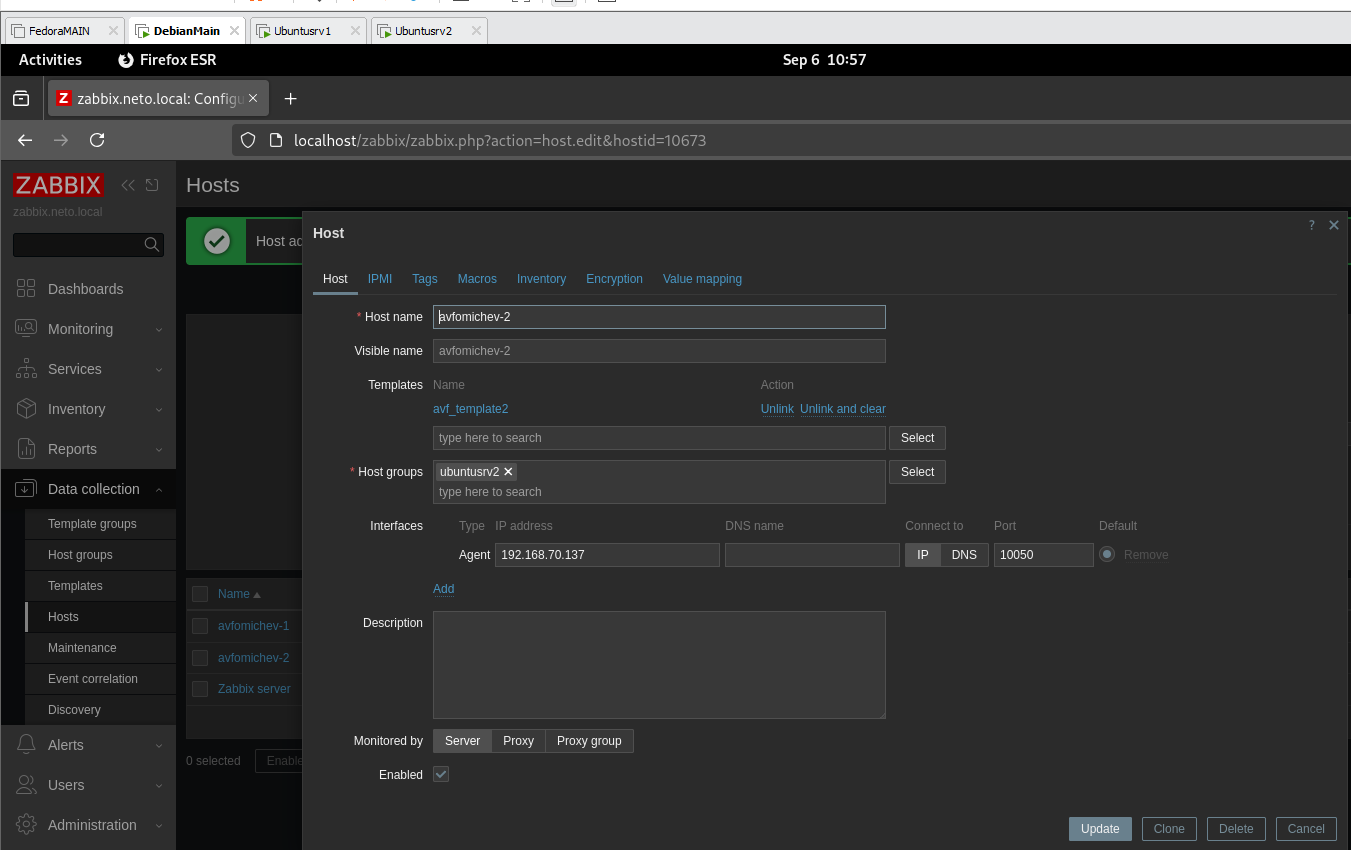 FedoraMAIN DebianMain Ubuntusrv1 Ubuntusrv2
Activities Firefox ESR Sep 6 10:57
Z zabbix.neto.local: Configu
localhost/zabbix/zabbix.php?action=host.edit&hostid=10673
ZABBIX
zabbix.neto.local
Dashboards
Monitoring
Services
Inventory
Reports
Data collection
Template groups
Host groups
Templates
Hosts
Maintenance
Event correlation
Discovery
Alerts
Users
Administration
Hosts
Host ad
Name
avfomichev-1
avfomichev-2
Zabbix server
0 selected Enable
Host ?
Host IPMI Tags Macros Inventory Encryption Value mapping
* Host name avfomichev-2
Visible name avfomichev-2
Templates Name Action
avf_template2 Unlink Unlink and clear
type here to search Select
* Host groups ubuntusrv2 Select
type here to search
Interfaces Type IP address DNS name Connect to Port Default
Agent 192.168.70.137 IP DNS 10050 Remove
Add
Description
Monitored by Server Proxy Proxy group
Enabled
Update Clone Delete Cancel